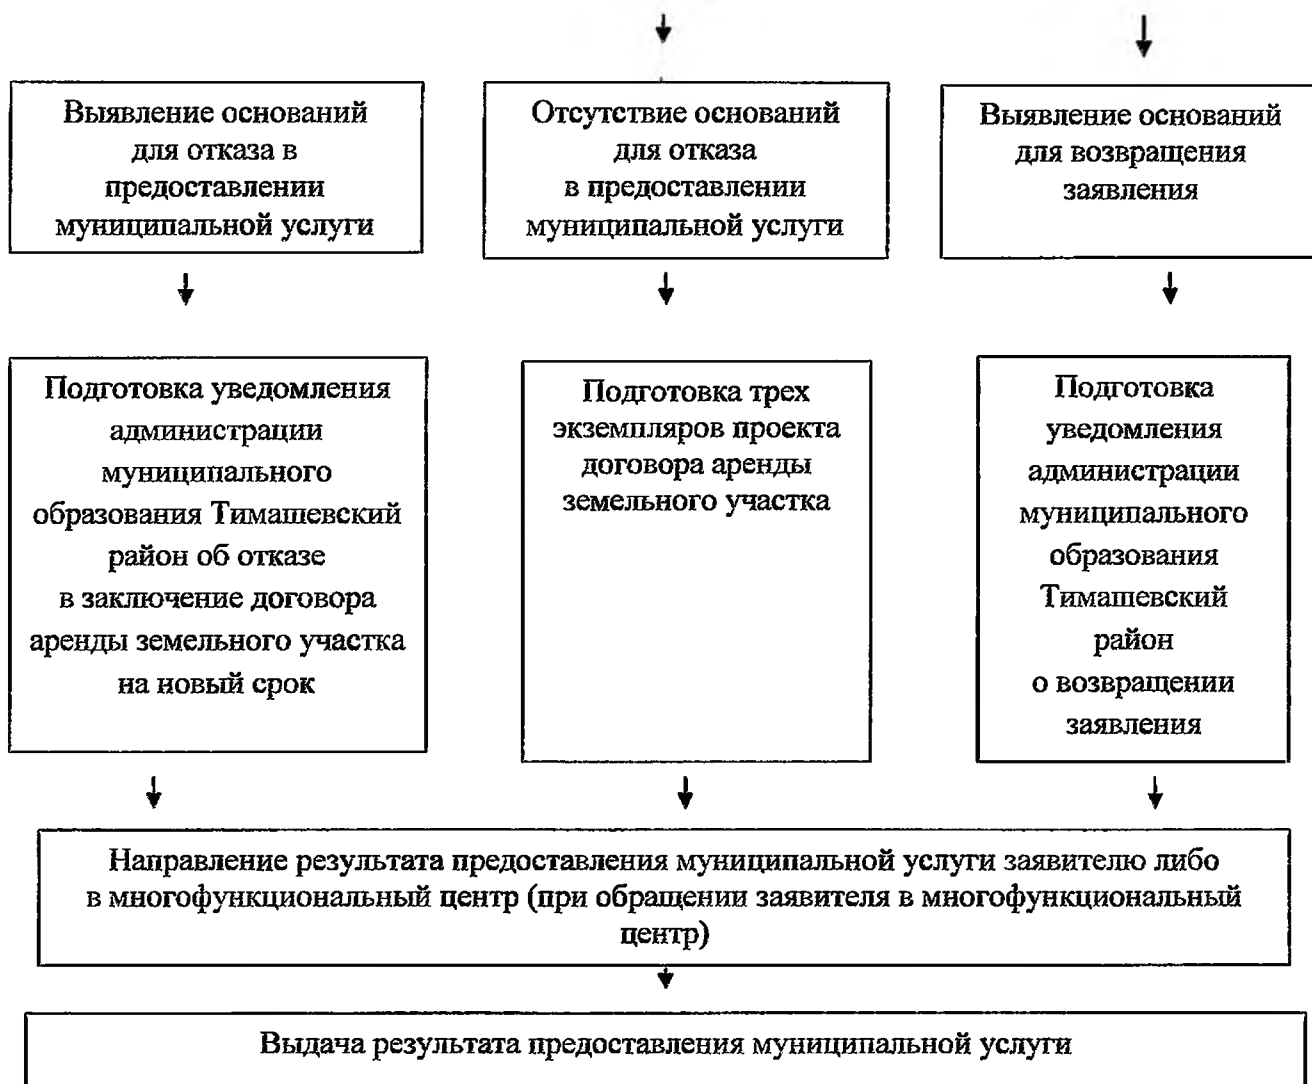 Выявление оснований
для отказа в
предоставлении
муниципальной услуги
Отсутствие оснований
для отказа
в предоставлении
муниципальной услуги
Выявление оснований
для возвращения
заявления
Подготовка уведомления
администрации
муниципального
образования Тимашевский
район об отказе
в заключение договора
аренды земельного участка
на новый срок
Подготовка трех
экземпляров проекта
договора аренды
земельного участка
Подготовка
уведомления
администрации
муниципального
образования
Тимашевский
район
о возвращении
заявления
Направление результата предоставления муниципальной услуги заявителю либо
в многофункциональный центр (при обращении заявителя в многофункциональный
центр)
Выдача результата предоставления муниципальной услуги